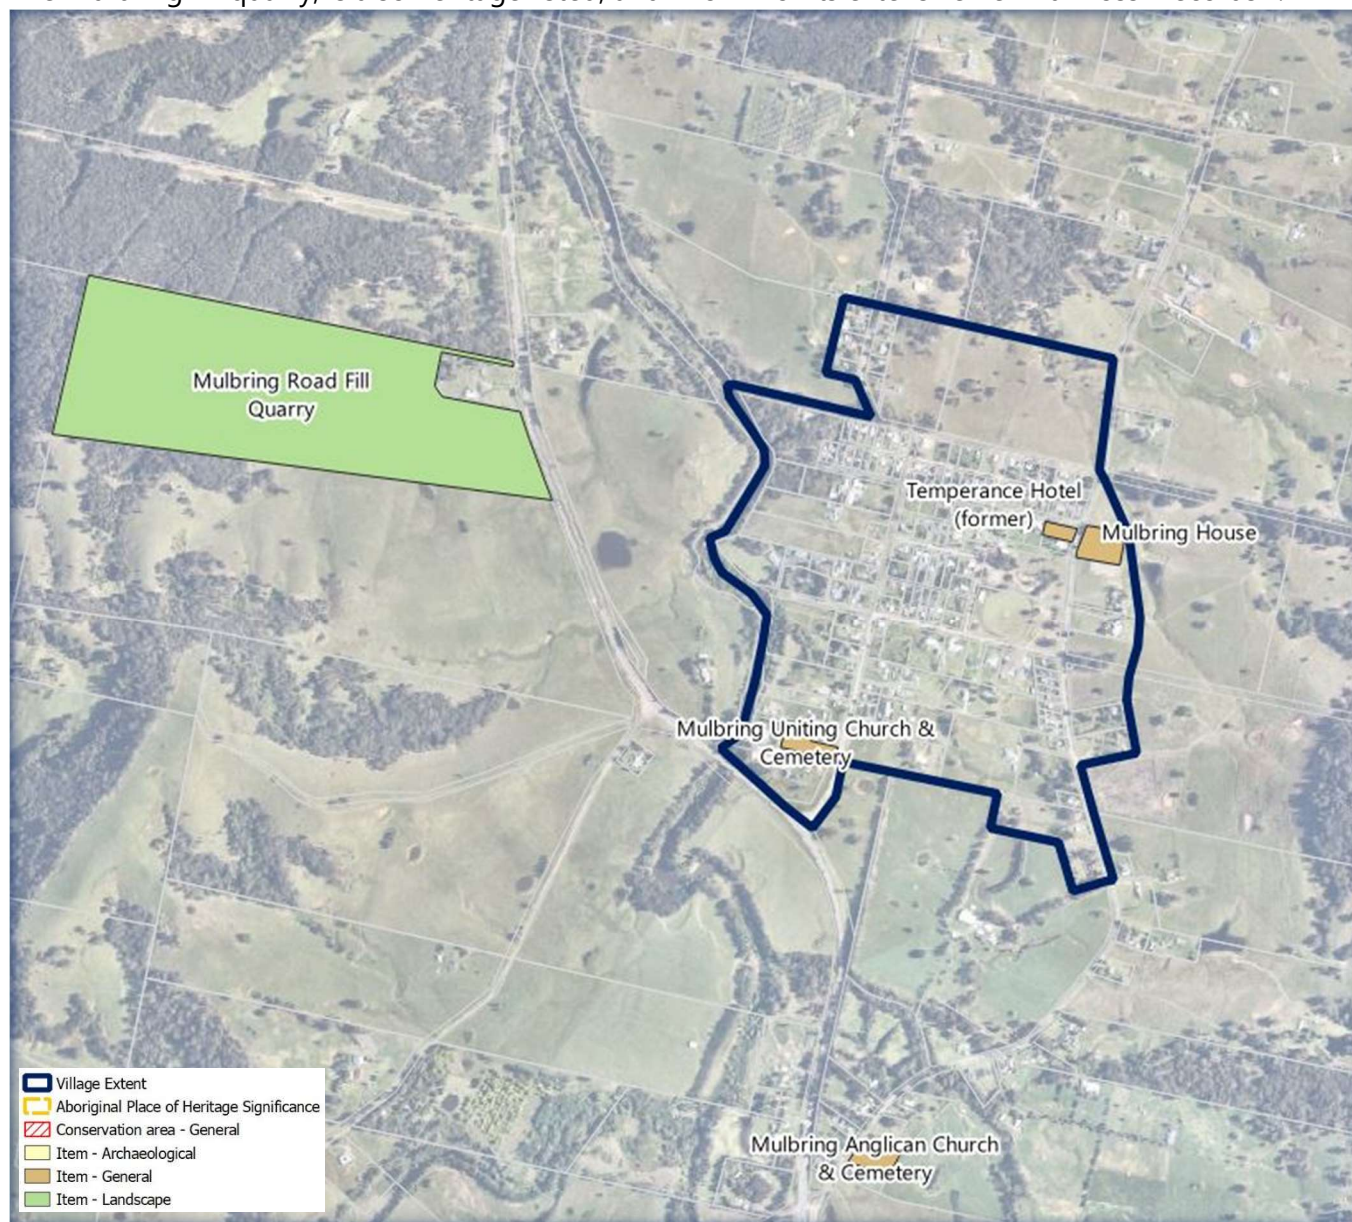 Mulbring Road Fill
Quarry
Temperance Hotel
(former)
Mulbring House
Mulbring Uniting Church &
Cemetery
Mulbring Anglican Church
& Cemetery
Village Extent
Aboriginal Place of Heritage Significance
Conservation area - General
Item - Archaeological
Item - General
Item - Landscape